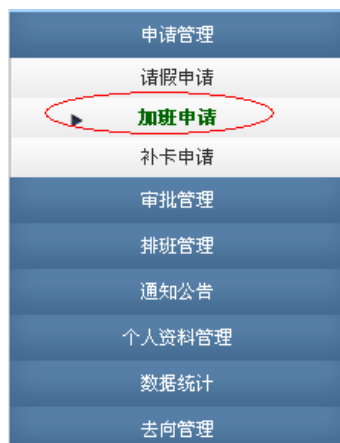 申请管理
请假申请
加班申请
补卡申请
审批管理
排班管理
通知公告
个人资料管理
数据统计
去向管理